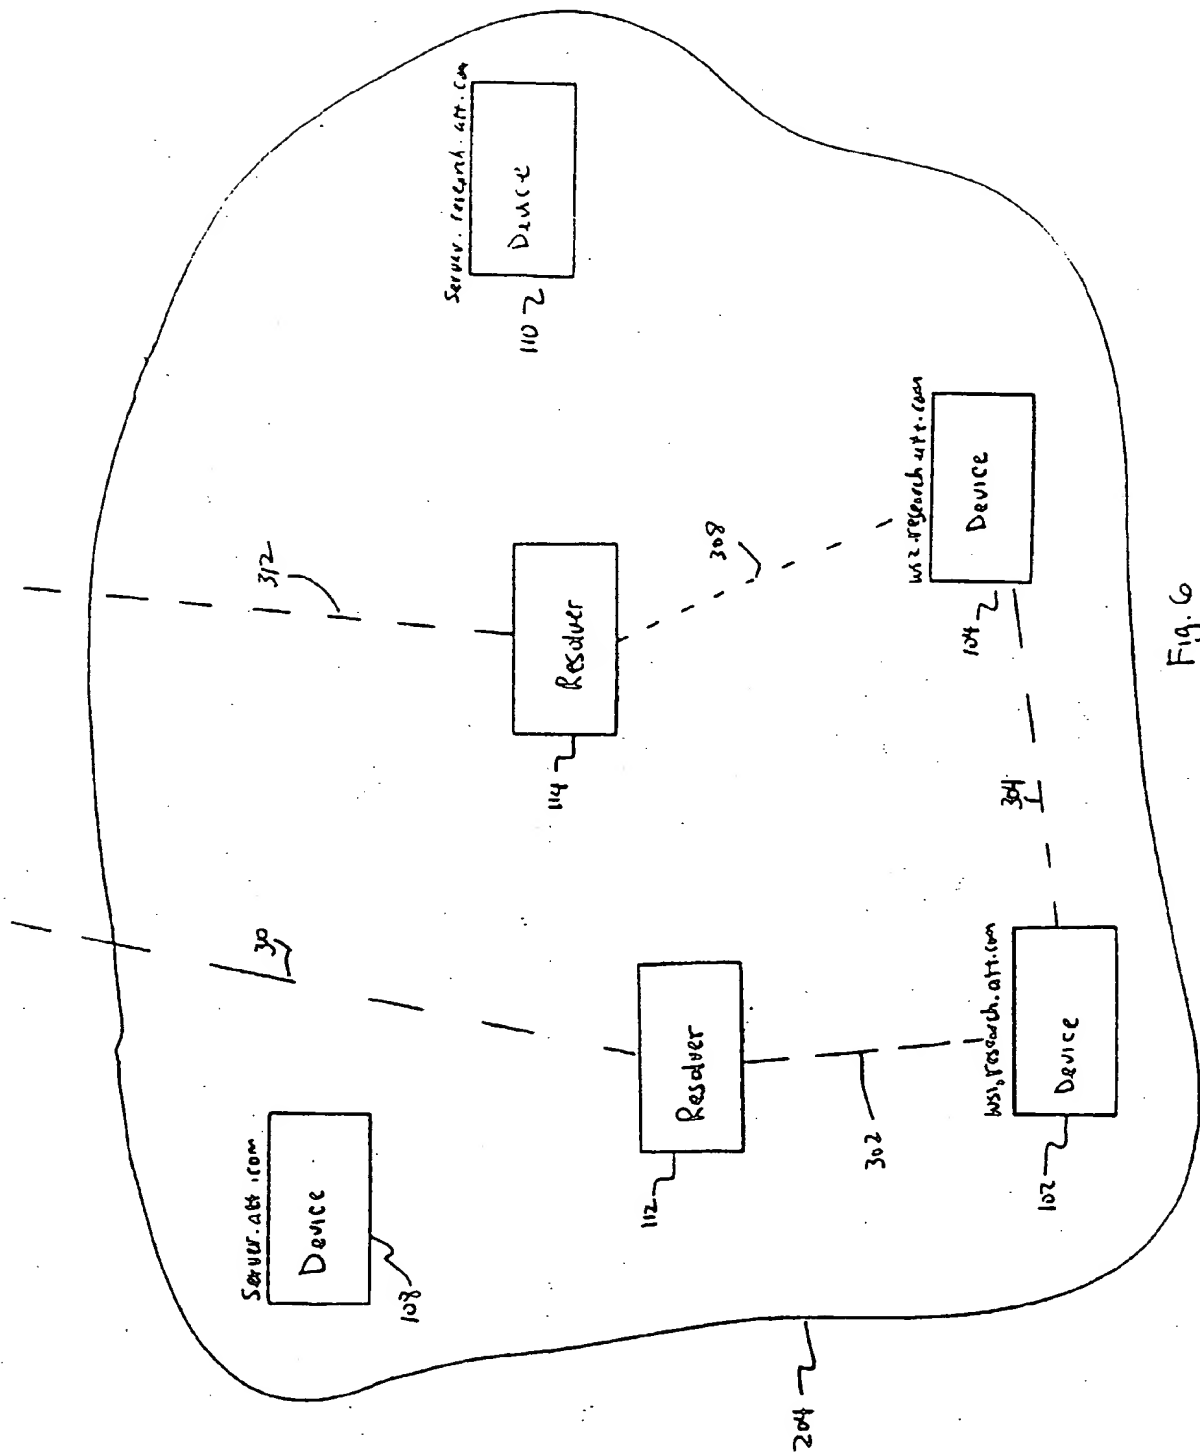 Server.att.com
30
312
Device
108
Server.research.att.com
Device
110
114
Resolver
112
Resolver
308
204
302
ws2.research.att.com
104
Device
ws1.research.att.com
304
102
Device
Fig. 6